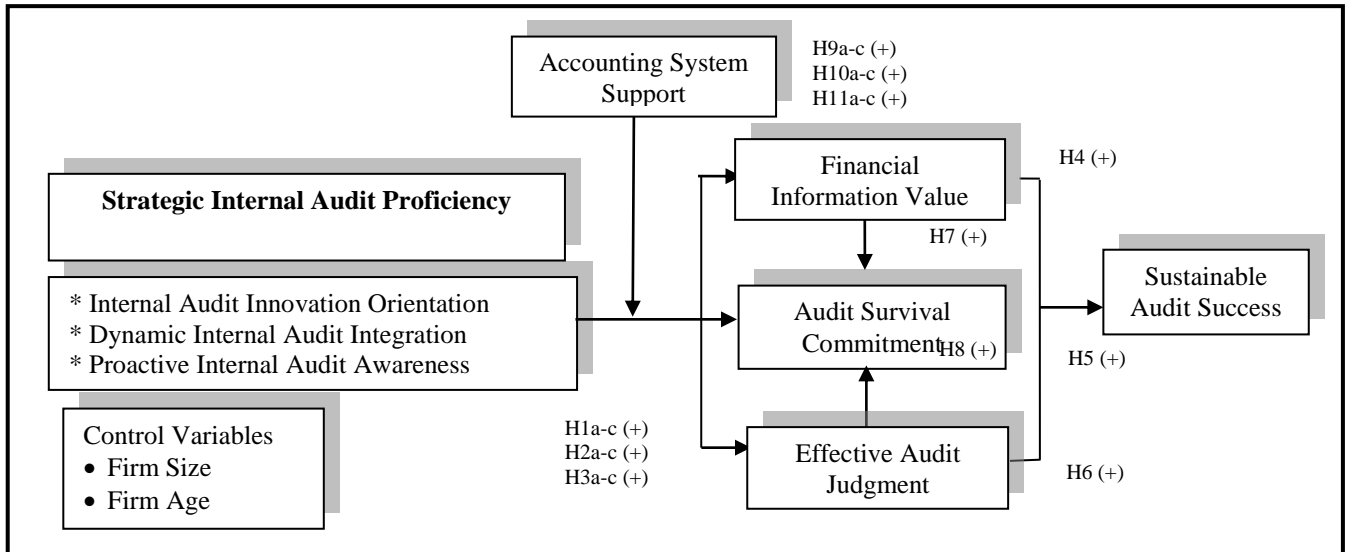 Accounting System
Support
H9a-c (+)
H10a-c (+)
H11a-c (+)
Strategic Internal Audit Proficiency
* Internal Audit Innovation Orientation
* Dynamic Internal Audit Integration
* Proactive Internal Audit Awareness
Control Variables
• Firm Size
• Firm Age
H1a-c (+)
H2a-c (+)
H3a-c (+)
Financial
Information Value
H7 (+)
Audit Survival
Commitment
H8 (+)
Effective Audit
Judgment
H4 (+)
H5 (+)
H6 (+)
Sustainable
Audit Success